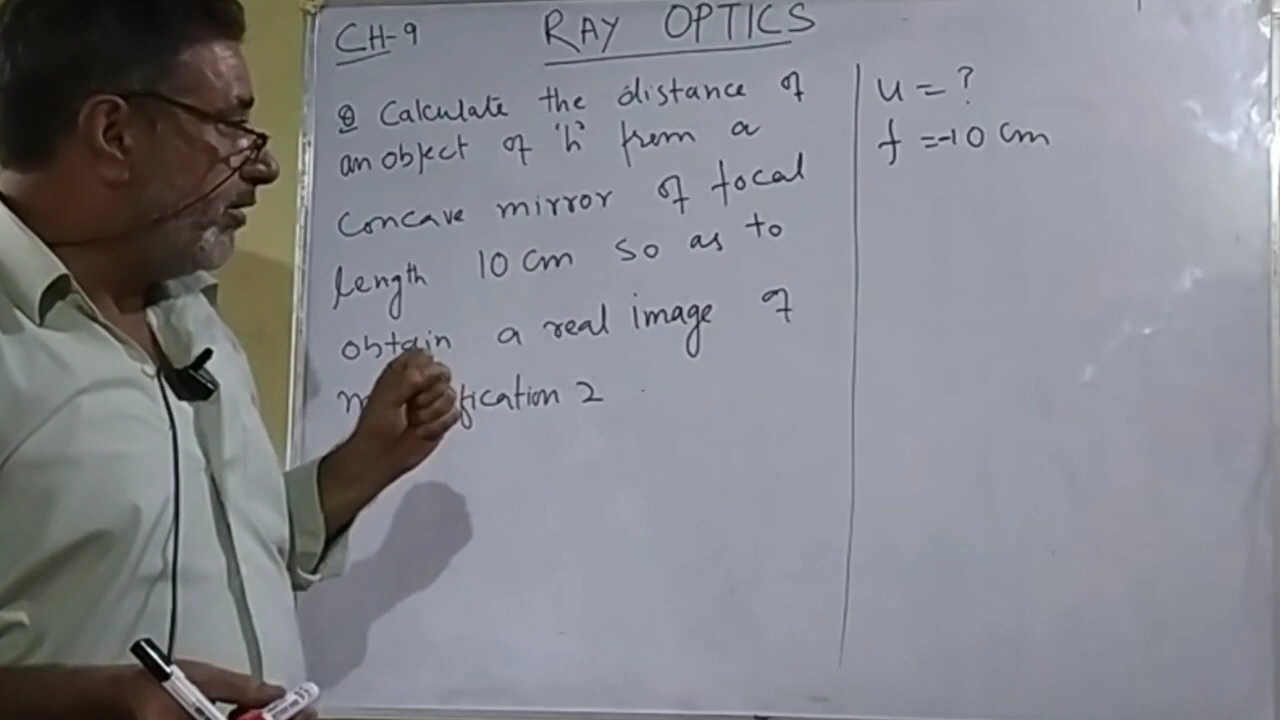 CH-9 RAY OPTICS
Q Calculate the distance of
an object of 'h' from a
concave mirror of focal
length 10 cm so as to
obtain a real image of
fication 2
u = ?
f = -10 cm